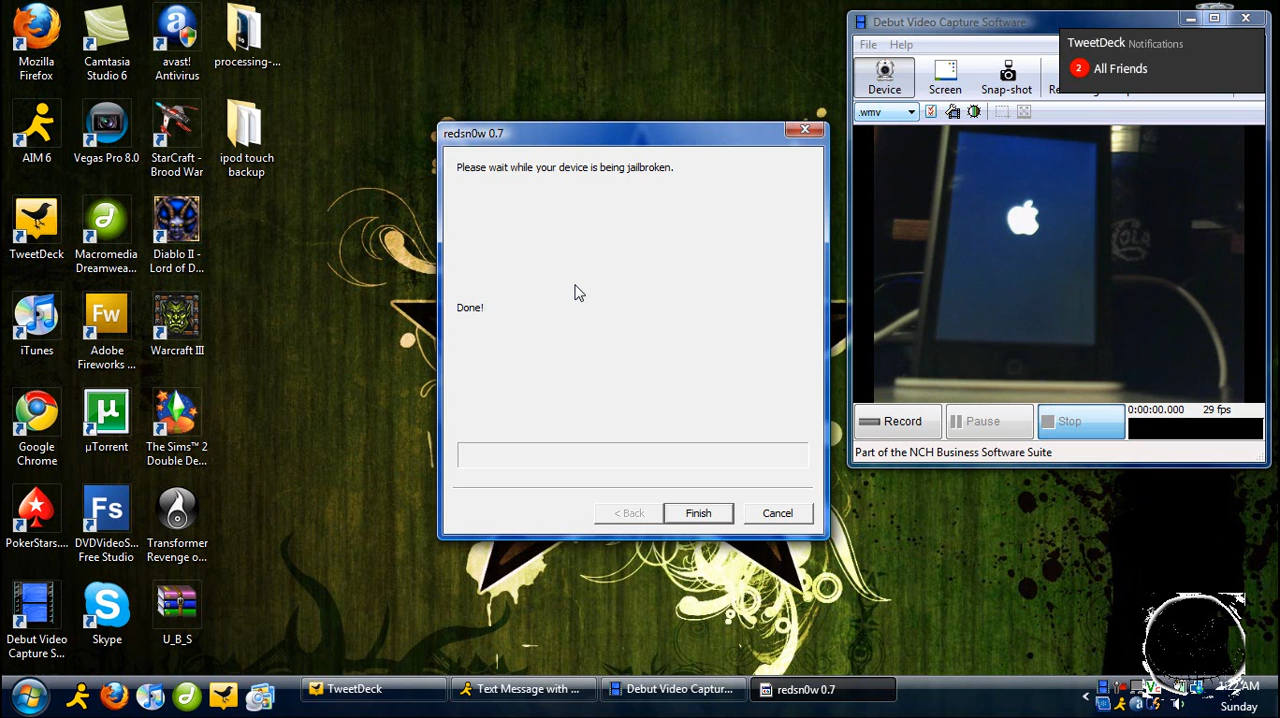 Mozilla
Firefox
Camtasia
Studio 6
avast!
Antivirus
processing-...
AIM 6
Vegas Pro 8.0
StarCraft -
Brood War
ipod touch
backup
TweetDeck
Macromedia
Dreamwea...
Diablo II -
Lord of D...
iTunes
Fw
Adobe
Fireworks ...
Warcraft III
Google
Chrome
µ
µTorrent
The Sims™ 2
Double De...
PokerStars....
Fs
DVDVideoS...
Free Studio
Transformer
Revenge o...
Debut Video
Capture S...
Skype
U_B_S
redsn0w 0.7
Please wait while your device is being jailbroken.
Done!
< Back
Finish
Cancel
Debut Video Capture Software
File Help
TweetDeck Notifications
2 All Friends
Device
Screen
Snap-shot
.wmv
Record
Pause
Stop
0:00:00.000 29 fps
Part of the NCH Business Software Suite
TweetDeck
Text Message with ...
Debut Video Captur...
redsn0w 0.7
AM
Sunday